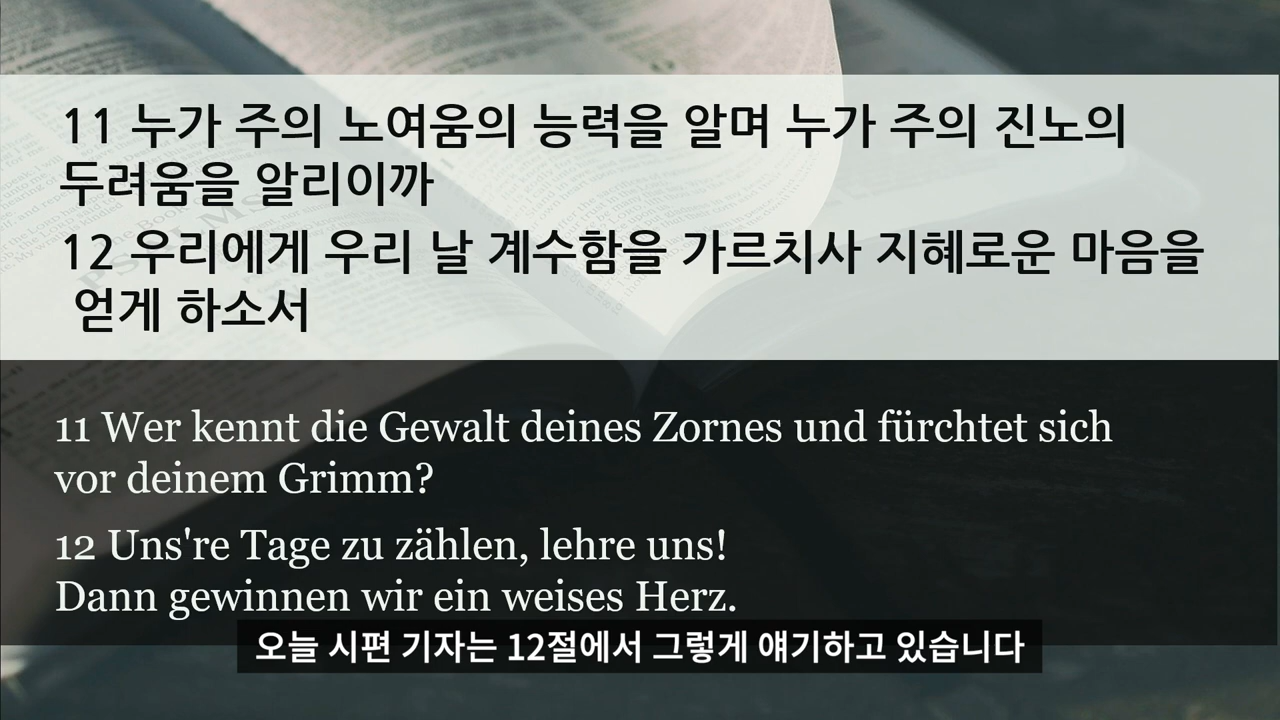 11 누가 주의 노여움의 능력을 알며 누가 주의 진노의
두려움을 알리이까
12 우리에게 우리 날 계수함을 가르치사 지혜로운 마음을
얻게 하소서
11 Wer kennt die Gewalt deines Zornes und fürchtet sich
vor deinem Grimm?
12 Uns're Tage zu zählen, lehre uns!
Dann gewinnen wir ein weises Herz.
오늘 시편 기자는 12절에서 그렇게 얘기하고 있습니다